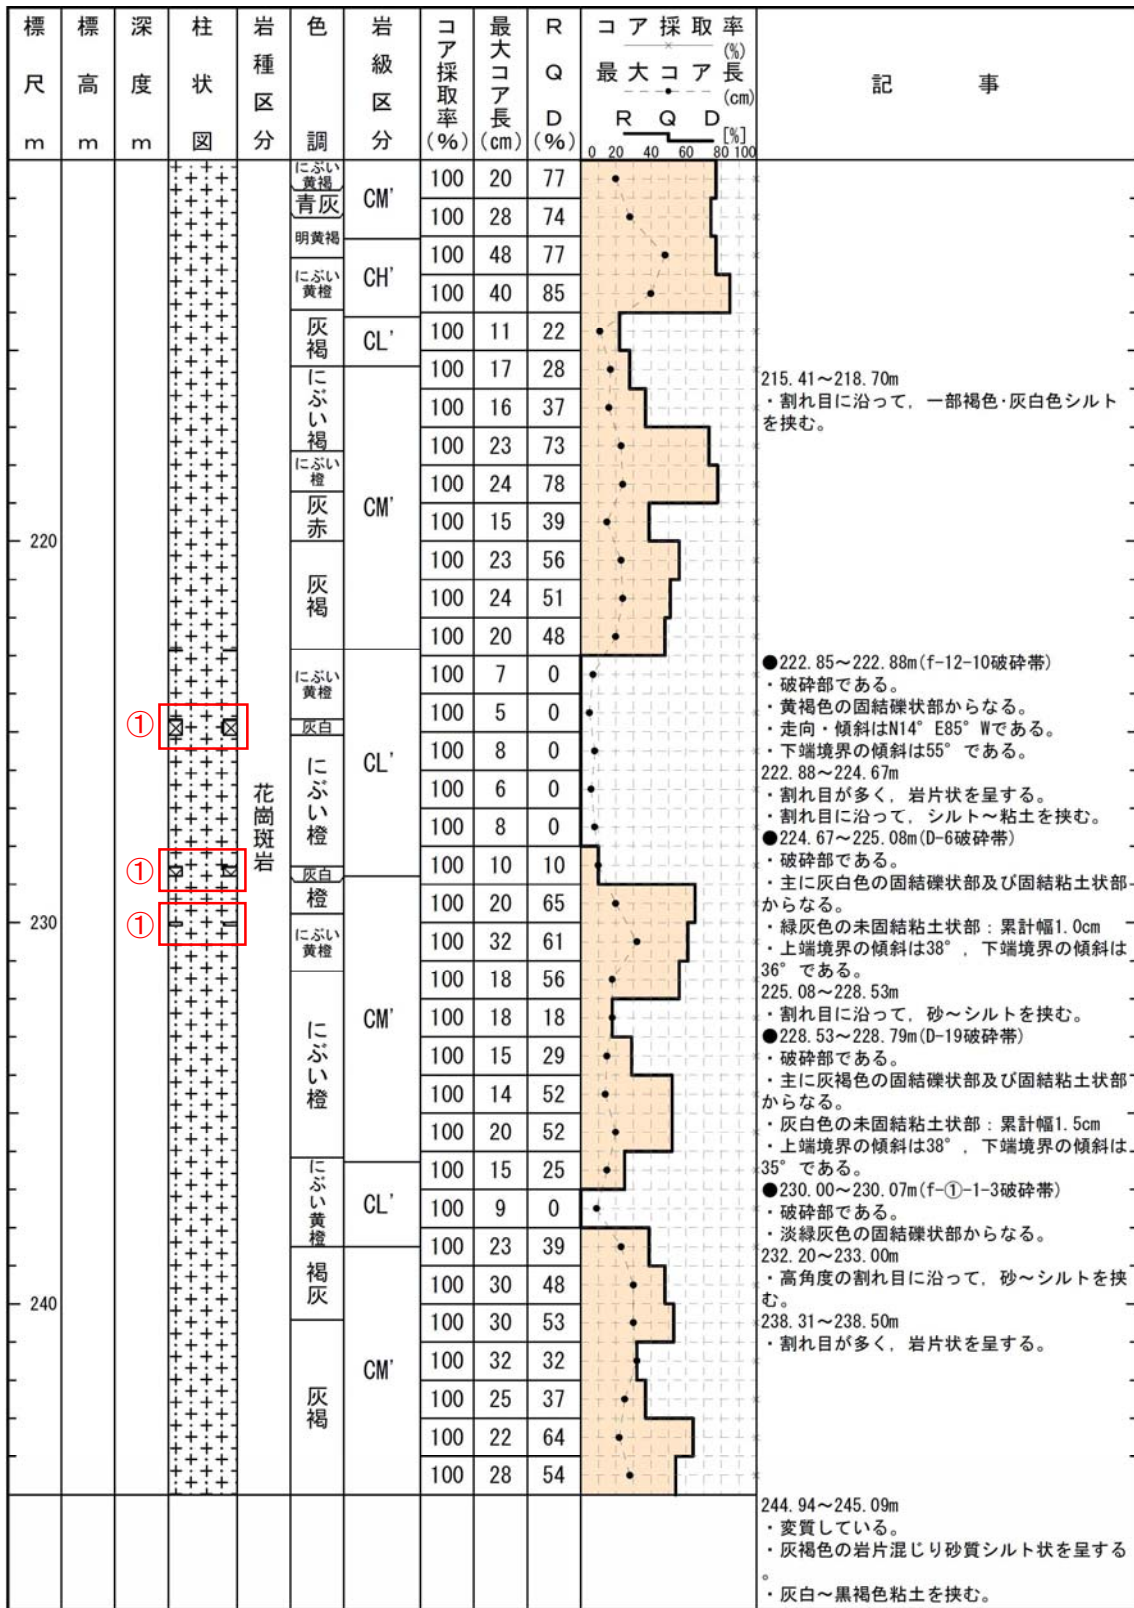 標尺m
標高m
深度m
柱状図
岩種区分
色調
岩級区分
コア採取率(%)
最大コア長(cm)
RQD(%)
コア採取率
(%)
最大コア長
(cm)
RQD
[%]
0 20 40 60 80 100
記事
にぶい黄褐
青灰
明黄褐
にぶい黄橙
灰褐
にぶい褐
にぶい橙
灰赤
灰褐
にぶい黄橙
灰白
にぶい橙
灰白
橙
にぶい黄橙
にぶい橙
にぶい黄橙
褐灰
灰褐
CM'
CH'
CL'
CM'
CL'
CM'
CL'
CM'
花崗斑岩
220
230
240
①
①
①
100 20 77
100 28 74
100 48 77
100 40 85
100 11 22
100 17 28
100 16 37
100 23 73
100 24 78
100 15 39
100 23 56
100 24 51
100 20 48
100 7 0
100 5 0
100 8 0
100 6 0
100 8 0
100 10 10
100 20 65
100 32 61
100 18 56
100 18 18
100 15 29
100 14 52
100 20 52
100 15 25
100 9 0
100 23 39
100 30 48
100 30 53
100 32 32
100 25 37
100 22 64
100 28 54
215.41～218.70m
・割れ目に沿って，一部褐色・灰白色シルト
を挟む。
●222.85～222.88m(f-12-10破砕帯)
・破砕部である。
・黄褐色の固結礫状部からなる。
・走向・傾斜はN14°E85°Wである。
・下端境界の傾斜は55°である。
222.88～224.67m
・割れ目が多く，岩片状を呈する。
・割れ目に沿って，シルト～粘土を挟む。
●224.67～225.08m(D-6破砕帯)
・破砕部である。
・主に灰白色の固結礫状部及び固結粘土状部
からなる。
・緑灰色の未固結粘土状部：累計幅1.0cm
・上端境界の傾斜は38°，下端境界の傾斜は
36°である。
225.08～228.53m
・割れ目に沿って，砂～シルトを挟む。
●228.53～228.79m(D-19破砕帯)
・破砕部である。
・主に灰褐色の固結礫状部及び固結粘土状部
からなる。
・灰白色の未固結粘土状部：累計幅1.5cm
・上端境界の傾斜は38°，下端境界の傾斜は
35°である。
●230.00～230.07m(f-①-1-3破砕帯)
・破砕部である。
・淡緑灰色の固結礫状部からなる。
232.20～233.00m
・高角度の割れ目に沿って，砂～シルトを挟
む。
238.31～238.50m
・割れ目が多く，岩片状を呈する。
244.94～245.09m
・変質している。
・灰褐色の岩片混じり砂質シルト状を呈する
。
・灰白～黒褐色粘土を挟む。